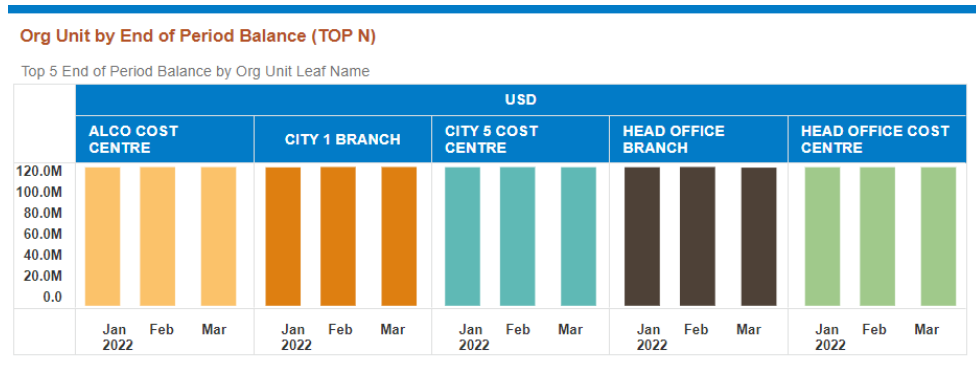 Org Unit by End of Period Balance (TOP N)
Top 5 End of Period Balance by Org Unit Leaf Name
USD
ALCO COST
CENTRE
CITY 1 BRANCH
CITY 5 COST
CENTRE
HEAD OFFICE
BRANCH
HEAD OFFICE COST
CENTRE
120.0M
100.0M
80.0M
60.0M
40.0M
20.0M
0.0
Jan Feb Mar
2022
Jan Feb Mar
2022
Jan Feb Mar
2022
Jan Feb Mar
2022
Jan Feb Mar
2022